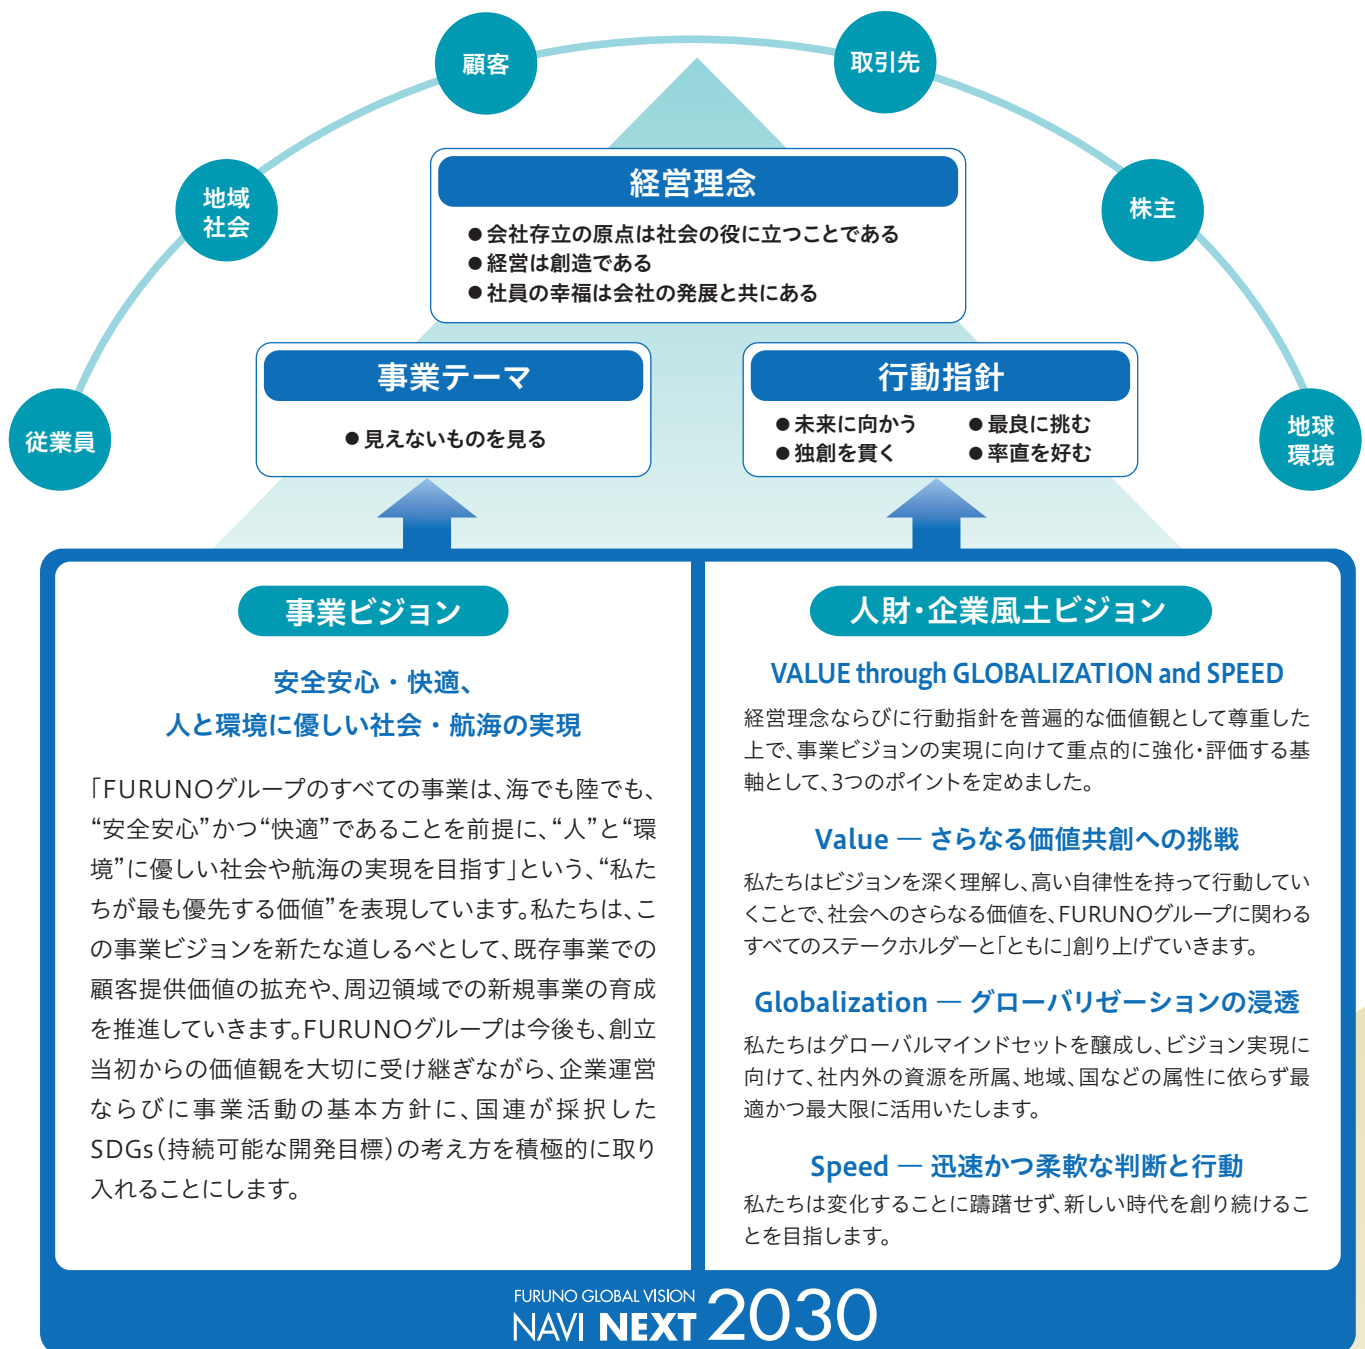 顧客
取引先
地域
社会
株主
従業員
地球
環境
経営理念
●会社存立の原点は社会の役に立つことである
●経営は創造である
●社員の幸福は会社の発展と共にある
事業テーマ
●見えないものを見る
行動指針
●未来に向かう ●最良に挑む
●独創を貫く ●率直を好む
事業ビジョン
安全安心・快適、
人と環境に優しい社会・航海の実現
「FURUNOグループのすべての事業は、海でも陸でも、
“安全安心”かつ“快適”であることを前提に、“人”と“環
境”に優しい社会や航海の実現を目指す」という、“私た
ちが最も優先する価値”を表現しています。私たちは、こ
の事業ビジョンを新たな道しるべとして、既存事業での
顧客提供価値の拡充や、周辺領域での新規事業の育成
を推進していきます。FURUNOグループは今後も、創立
当初からの価値観を大切に受け継ぎながら、企業運営
ならびに事業活動の基本方針に、国連が採択した
SDGs(持続可能な開発目標)の考え方を積極的に取り
入れることにします。
人財・企業風土ビジョン
VALUE through GLOBALIZATION and SPEED
経営理念ならびに行動指針を普遍的な価値観として尊重した
上で、事業ビジョンの実現に向けて重点的に強化・評価する基
軸として、3つのポイントを定めました。
Value ― さらなる価値共創への挑戦
私たちはビジョンを深く理解し、高い自律性を持って行動してい
くことで、社会へのさらなる価値を、FURUNOグループに関わる
すべてのステークホルダーと「ともに」創り上げていきます。
Globalization ― グローバリゼーションの浸透
私たちはグローバルマインドセットを醸成し、ビジョン実現に
向けて、社内外の資源を所属、地域、国などの属性に依らず最
適かつ最大限に活用いたします。
Speed ― 迅速かつ柔軟な判断と行動
私たちは変化することに躊躇せず、新しい時代を創り続けるこ
とを目指します。
FURUNO GLOBAL VISION
NAVI NEXT 2030